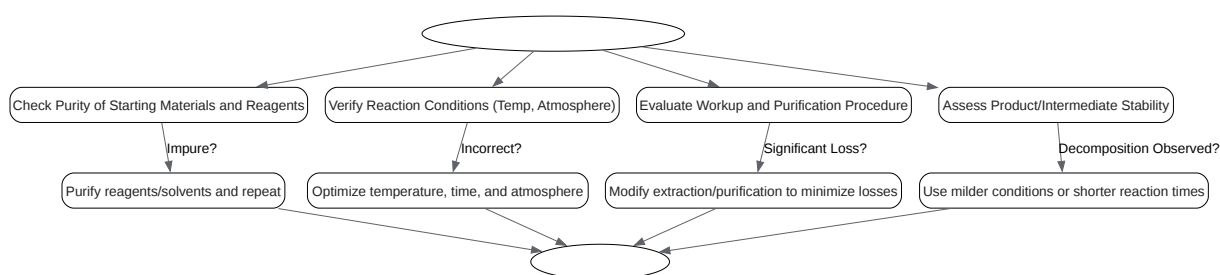 Check Purity of Starting Materials and Reagents
Verify Reaction Conditions (Temp, Atmosphere)
Evaluate Workup and Purification Procedure
Assess Product/Intermediate Stability
Impure?
Incorrect?
Significant Loss?
Decomposition Observed?
Purify reagents/solvents and repeat
Optimize temperature, time, and atmosphere
Modify extraction/purification to minimize losses
Use milder conditions or shorter reaction times